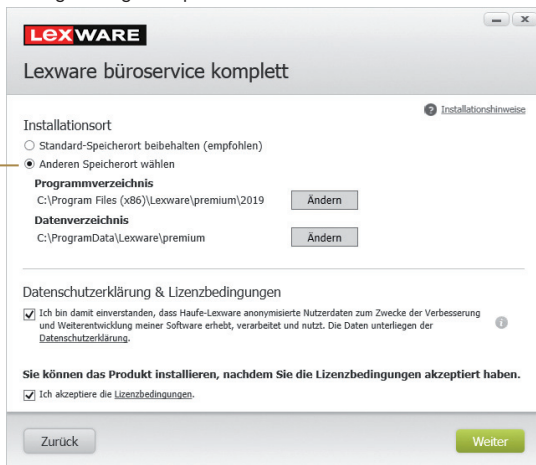 LEXWARE
Lexware büroservice komplett
Installationshinweise
Installationsort
Standard-Speicherort beibehalten (empfohlen)
Anderen Speicherort wählen
Programmverzeichnis
C:\Program Files (x86)\Lexware\premium\2019 Ändern
Datenverzeichnis
C:\ProgramData\Lexware\premium Ändern
Datenschutzerklärung & Lizenzbedingungen
Ich bin damit einverstanden, dass Haufe-Lexware anonymisierte Nutzerdaten zum Zwecke der Verbesserung
und Weiterentwicklung meiner Software erhebt, verarbeitet und nutzt. Die Daten unterliegen der
Datenschutzerklärung.
Sie können das Produkt installieren, nachdem Sie die Lizenzbedingungen akzeptiert haben.
Ich akzeptiere die Lizenzbedingungen.
Zurück Weiter